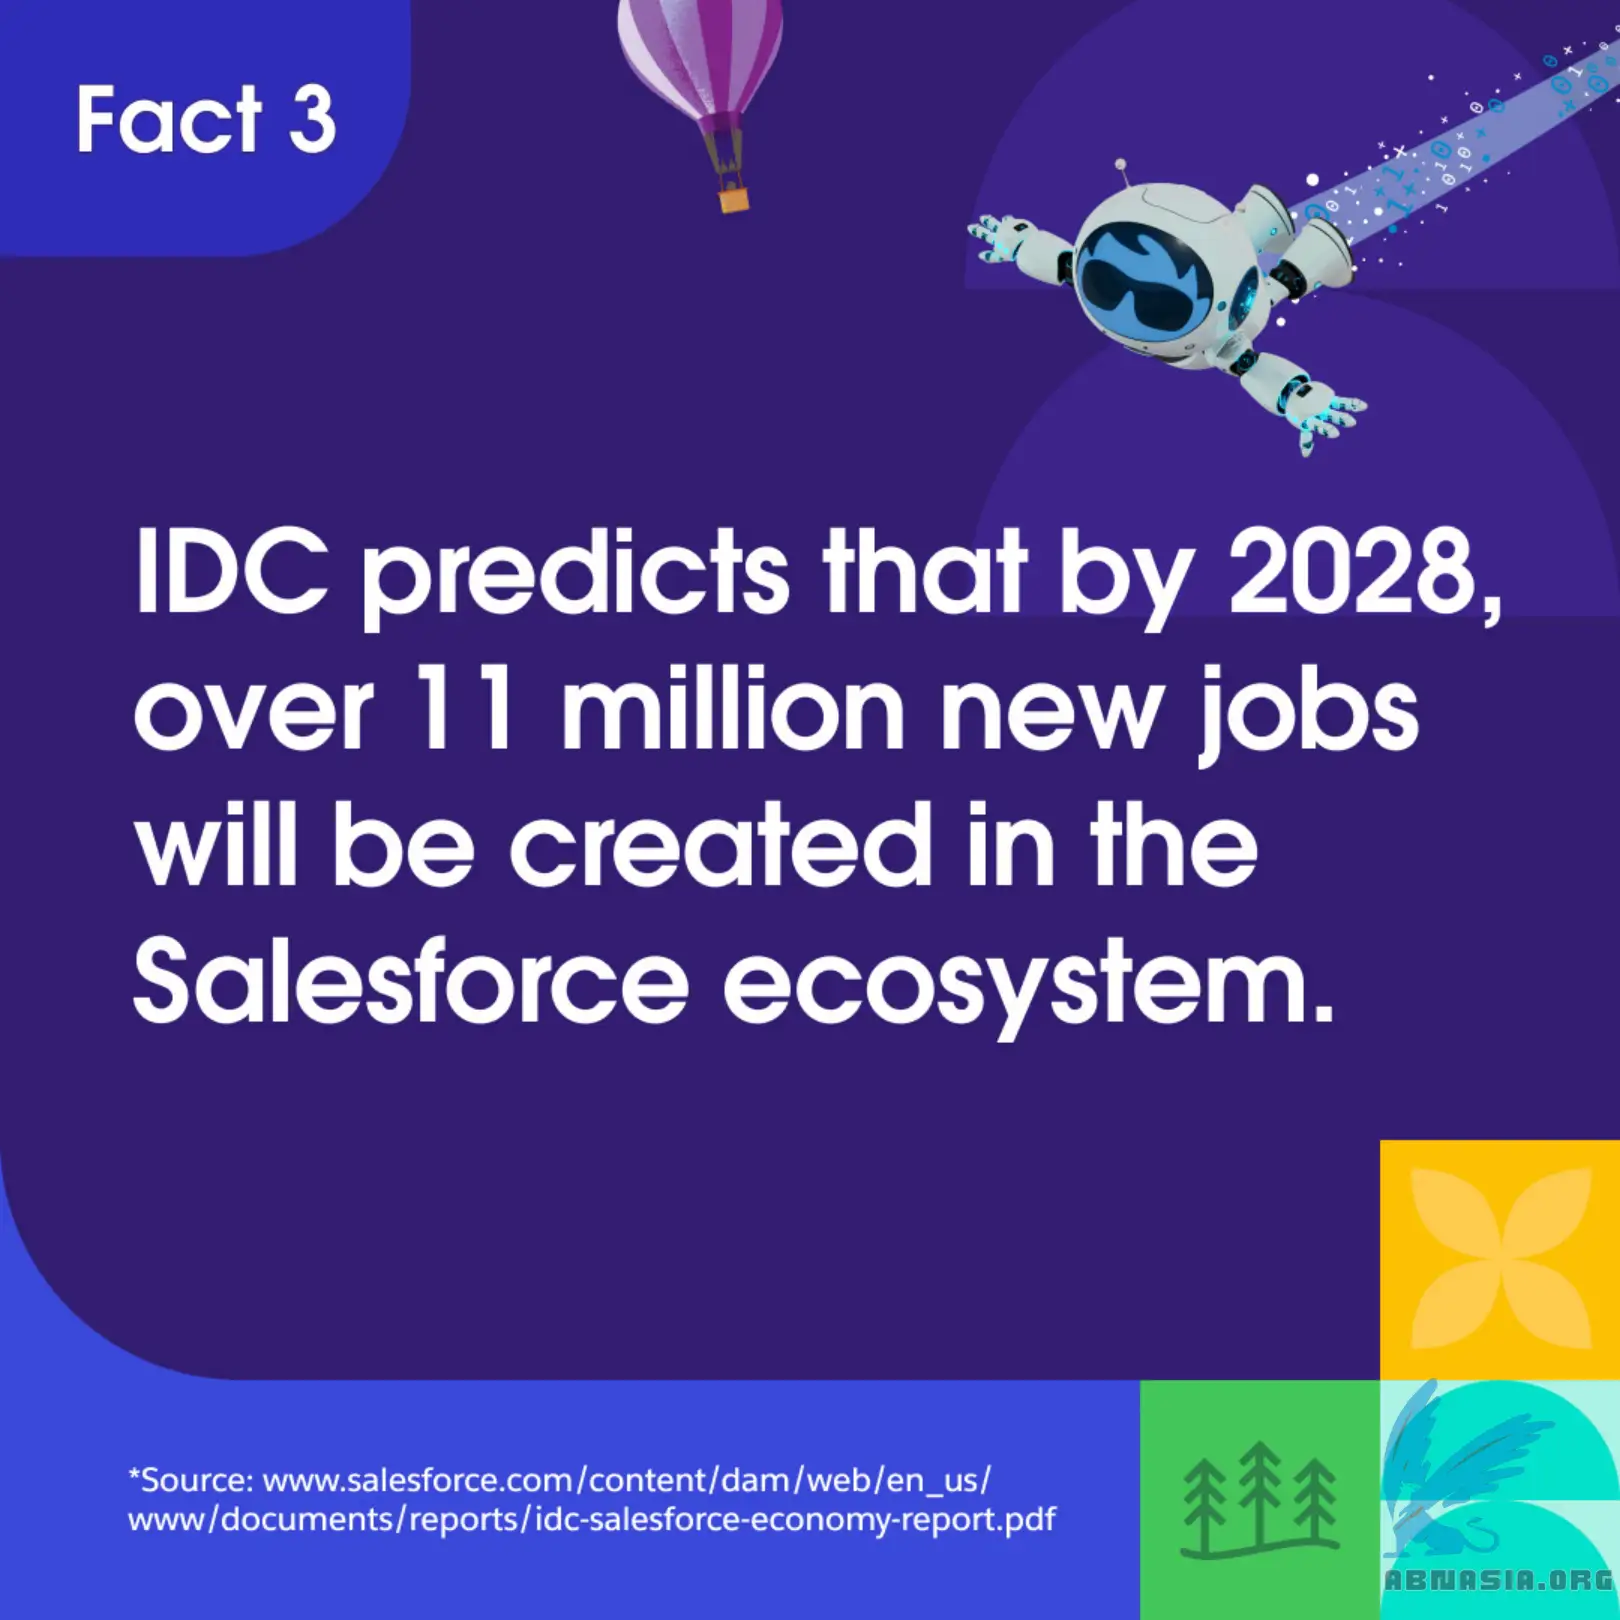 Fact 3
IDC predicts that by 2028,
over 11 million new jobs
will be created in the
Salesforce ecosystem.
*Source: www.salesforce.com/content/dam/web/en_us/
www/documents/reports/idc-salesforce-economy-report.pdf
ABNASIA.ORG